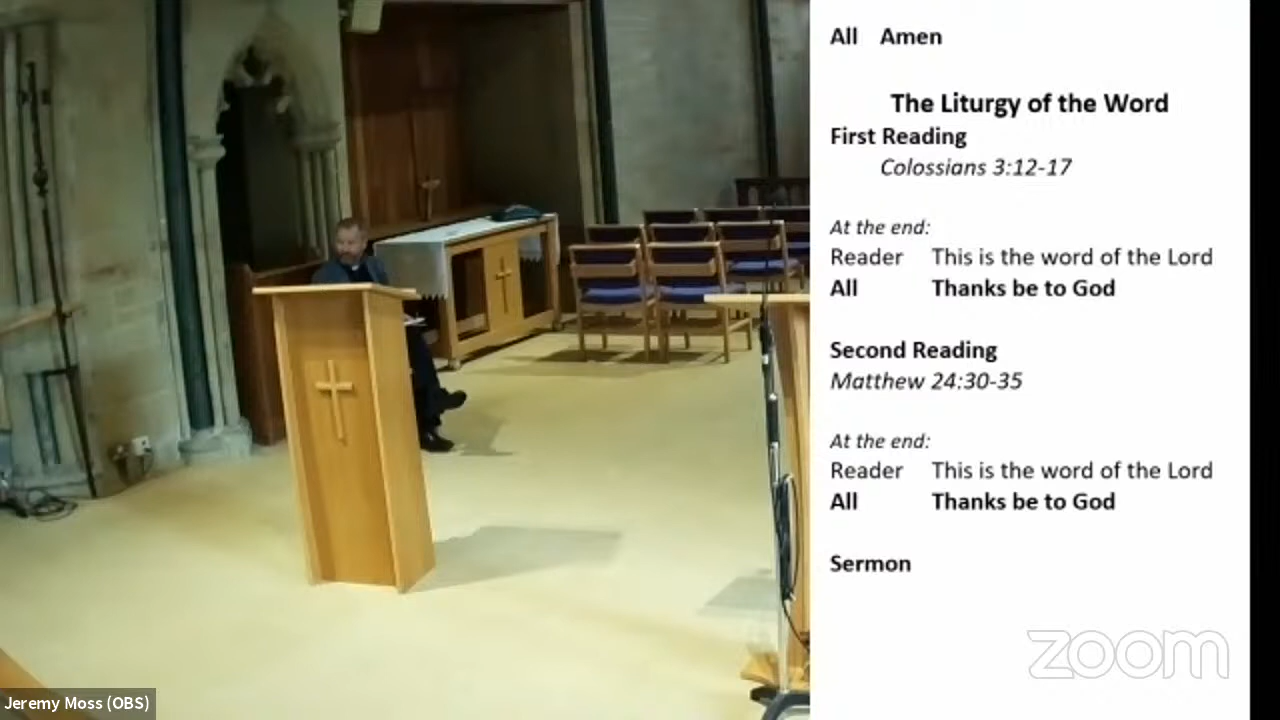 All Amen
The Liturgy of the Word
First Reading
Colossians 3:12-17
At the end:
Reader This is the word of the Lord
All Thanks be to God
Second Reading
Matthew 24:30-35
At the end:
Reader This is the word of the Lord
All Thanks be to God
Sermon
zoom
Jeremy Moss (OBS)